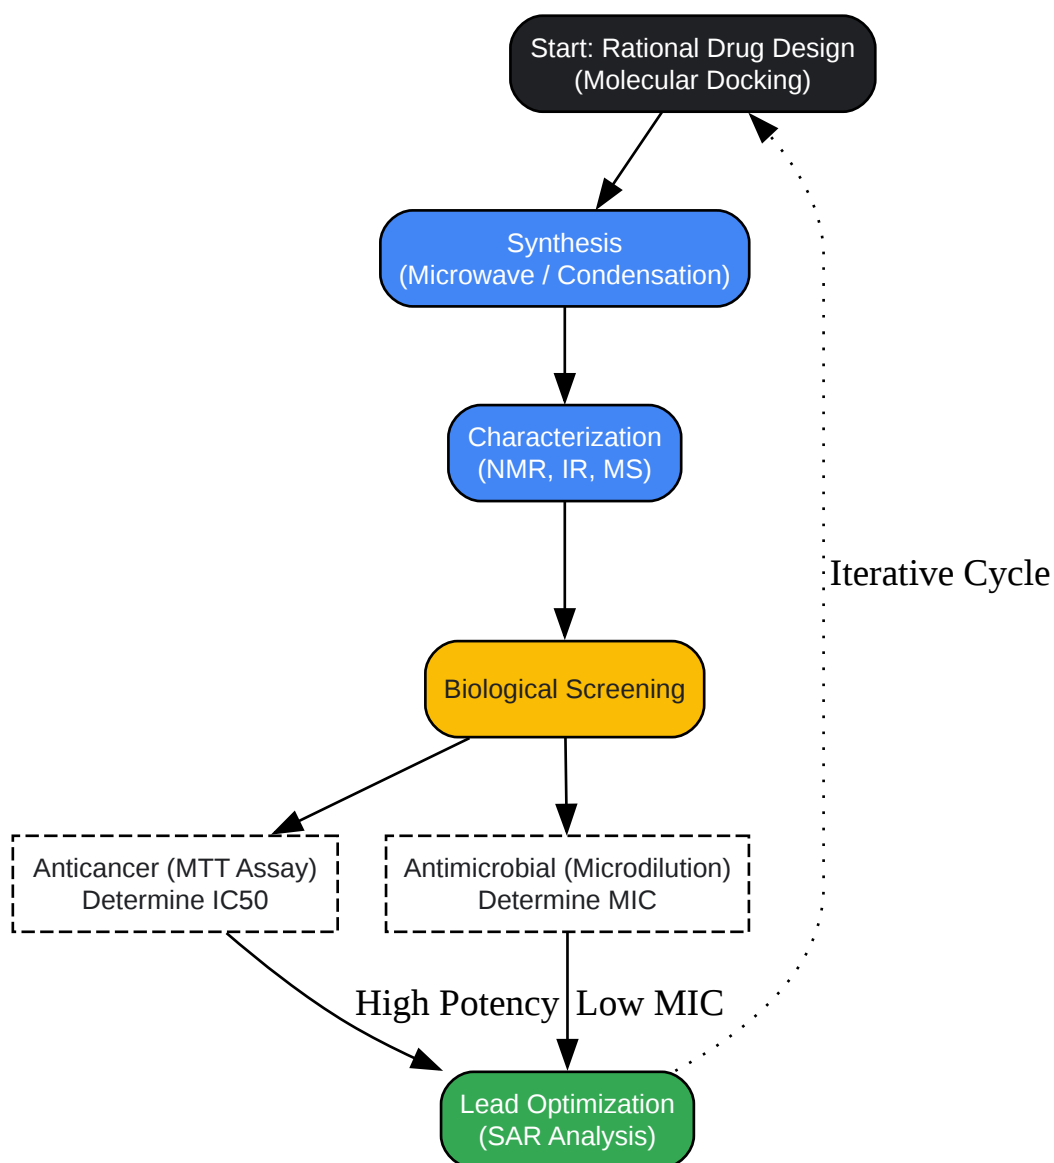 Start: Rational Drug Design
(Molecular Docking)
Synthesis
(Microwave / Condensation)
Characterization
(NMR, IR, MS)
Iterative Cycle
Biological Screening
Anticancer (MTT Assay)
Determine IC50
Antimicrobial (Microdilution)
Determine MIC
High Potency
Low MIC
Lead Optimization
(SAR Analysis)